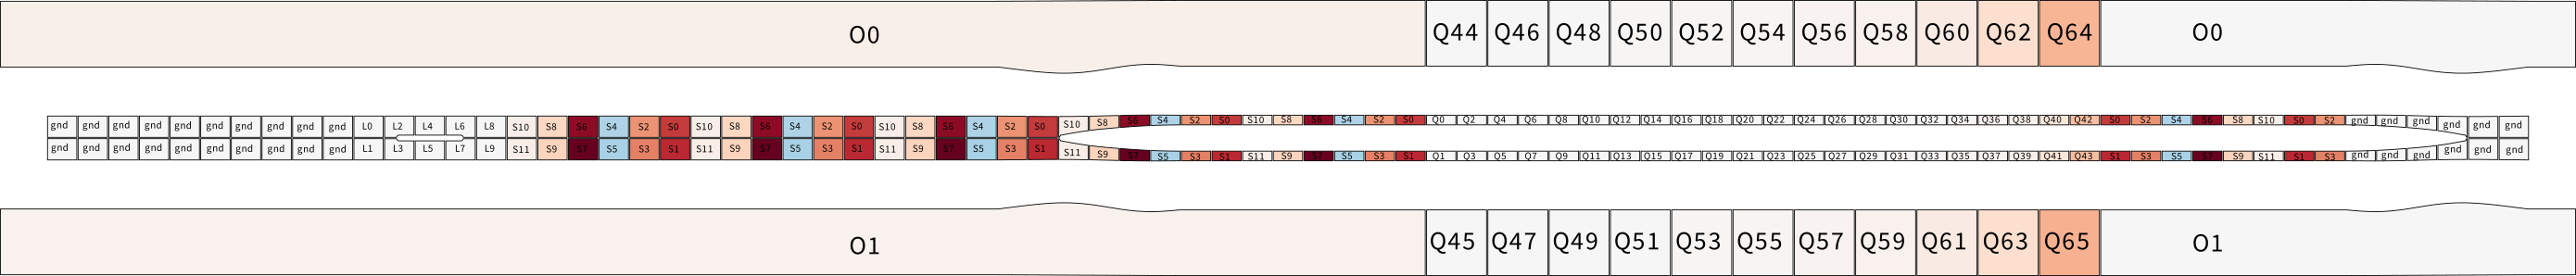 O0 Q44 Q46 Q48 Q50 Q52 Q54 Q56 Q58 Q60 Q62 Q64 O0
gnd gnd gnd gnd gnd gnd gnd gnd gnd gnd L0 L2 L4 L6 L8 S10 S8 S6 S4 S2 S0 S10 S8 S6 S4 S2 S0 S10 S8 S6 S4 S2 S0 S10 S8 S6 S4 S2 S0 S10 S8 S6 S4 S2 S0 Q0 Q2 Q4 Q6 Q8 Q10 Q12 Q14 Q16 Q18 Q20 Q22 Q24 Q26 Q28 Q30 Q32 Q34 Q36 Q38 Q40 Q42 S0 S2 S4 S6 S8 S10 S0 S2 gnd gnd gnd gnd gnd gnd
gnd gnd gnd gnd gnd gnd gnd gnd gnd gnd L1 L3 L5 L7 L9 S11 S9 S7 S5 S3 S1 S11 S9 S7 S5 S3 S1 S11 S9 S7 S5 S3 S1 S11 S9 S7 S5 S3 S1 S11 S9 S7 S5 S3 S1 Q1 Q3 Q5 Q7 Q9 Q11 Q13 Q15 Q17 Q19 Q21 Q23 Q25 Q27 Q29 Q31 Q33 Q35 Q37 Q39 Q41 Q43 S1 S3 S5 S7 S9 S11 S1 S3 gnd gnd gnd gnd gnd gnd
O1 Q45 Q47 Q49 Q51 Q53 Q55 Q57 Q59 Q61 Q63 Q65 O1